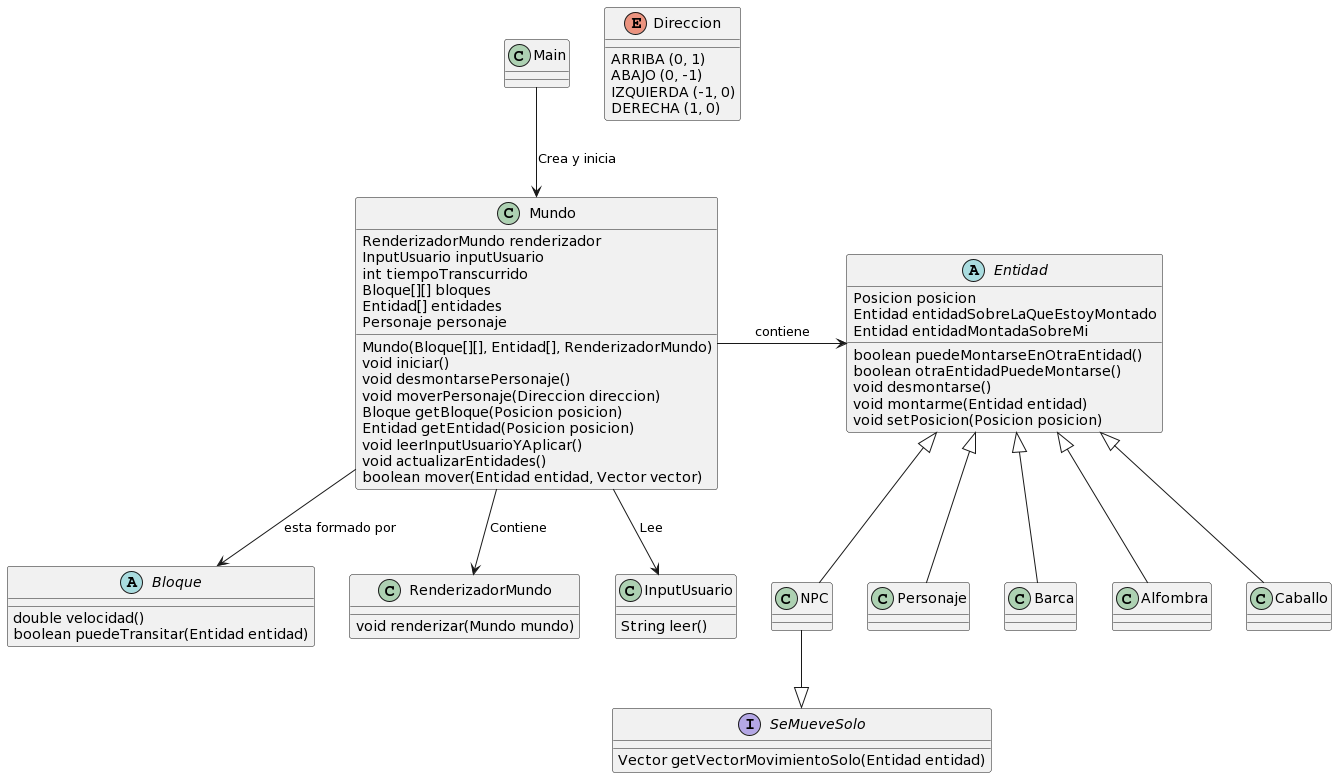 E Direccion
ARRIBA (0, 1)
ABAJO (0, -1)
IZQUIERDA (-1, 0)
DERECHA (1, 0)
C Main
Crea y inicia
C Mundo
RenderizadorMundo renderizador
InputUsuario inputUsuario
int tiempoTranscurrido
Bloque[][] bloques
Entidad[] entidades
Personaje personaje
Mundo(Bloque[][], Entidad[], RenderizadorMundo)
void iniciar()
void desmontarsePersonaje()
void moverPersonaje(Direccion direccion)
Bloque getBloque(Posicion posicion)
Entidad getEntidad(Posicion posicion)
void leerInputUsuarioYAplicar()
void actualizarEntidades()
boolean mover(Entidad entidad, Vector vector)
contiene
A Entidad
Posicion posicion
Entidad entidadSobreLaQueEstoyMontado
Entidad entidadMontadaSobreMi
boolean puedeMontarseEnOtraEntidad()
boolean otraEntidadPuedeMontarse()
void desmontarse()
void montarme(Entidad entidad)
void setPosicion(Posicion posicion)
esta formado por
Contiene
Lee
A Bloque
double velocidad()
boolean puedeTransitar(Entidad entidad)
C RenderizadorMundo
void renderizar(Mundo mundo)
C InputUsuario
String leer()
C NPC
C Personaje
C Barca
C Alfombra
C Caballo
I SeMueveSolo
Vector getVectorMovimientoSolo(Entidad entidad)